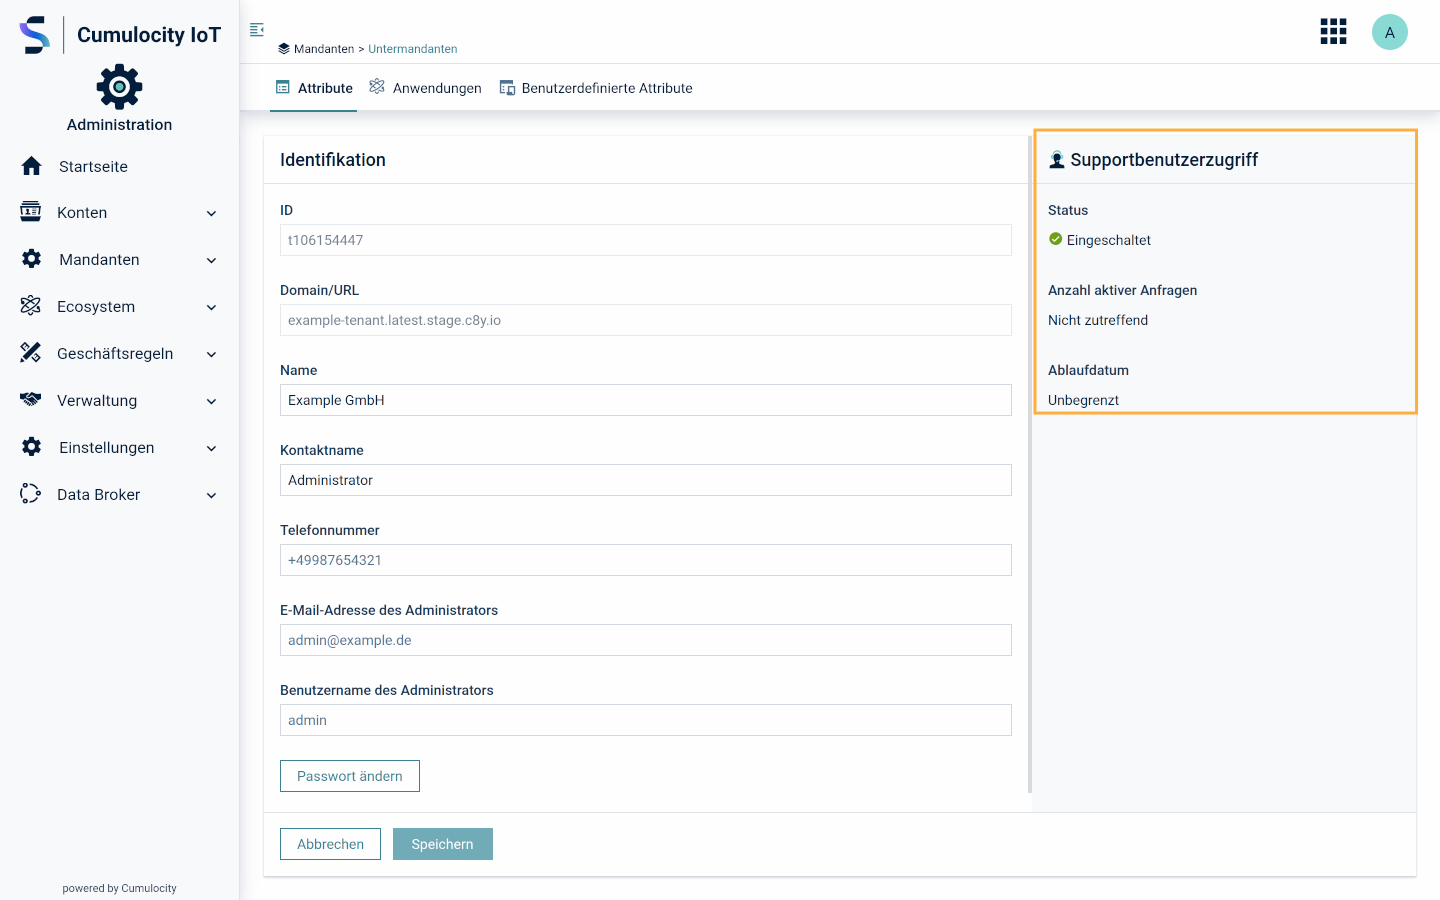 Cumulocity IoT
Administration
Startseite
Konten
Mandanten
Ecosystem
Geschäftsregeln
Verwaltung
Einstellungen
Data Broker
powered by Cumulocity
Mandanten > Untermandanten
A
Attribute
Anwendungen
Benutzerdefinierte Attribute
Identifikation
ID
t106154447
Domain/URL
example-tenant.latest.stage.c8y.io
Name
Example GmbH
Kontaktname
Administrator
Telefonnummer
+49987654321
E-Mail-Adresse des Administrators
admin@example.de
Benutzername des Administrators
admin
Passwort ändern
Abbrechen
Speichern
Supportbenutzerzugriff
Status
Eingeschaltet
Anzahl aktiver Anfragen
Nicht zutreffend
Ablaufdatum
Unbegrenzt